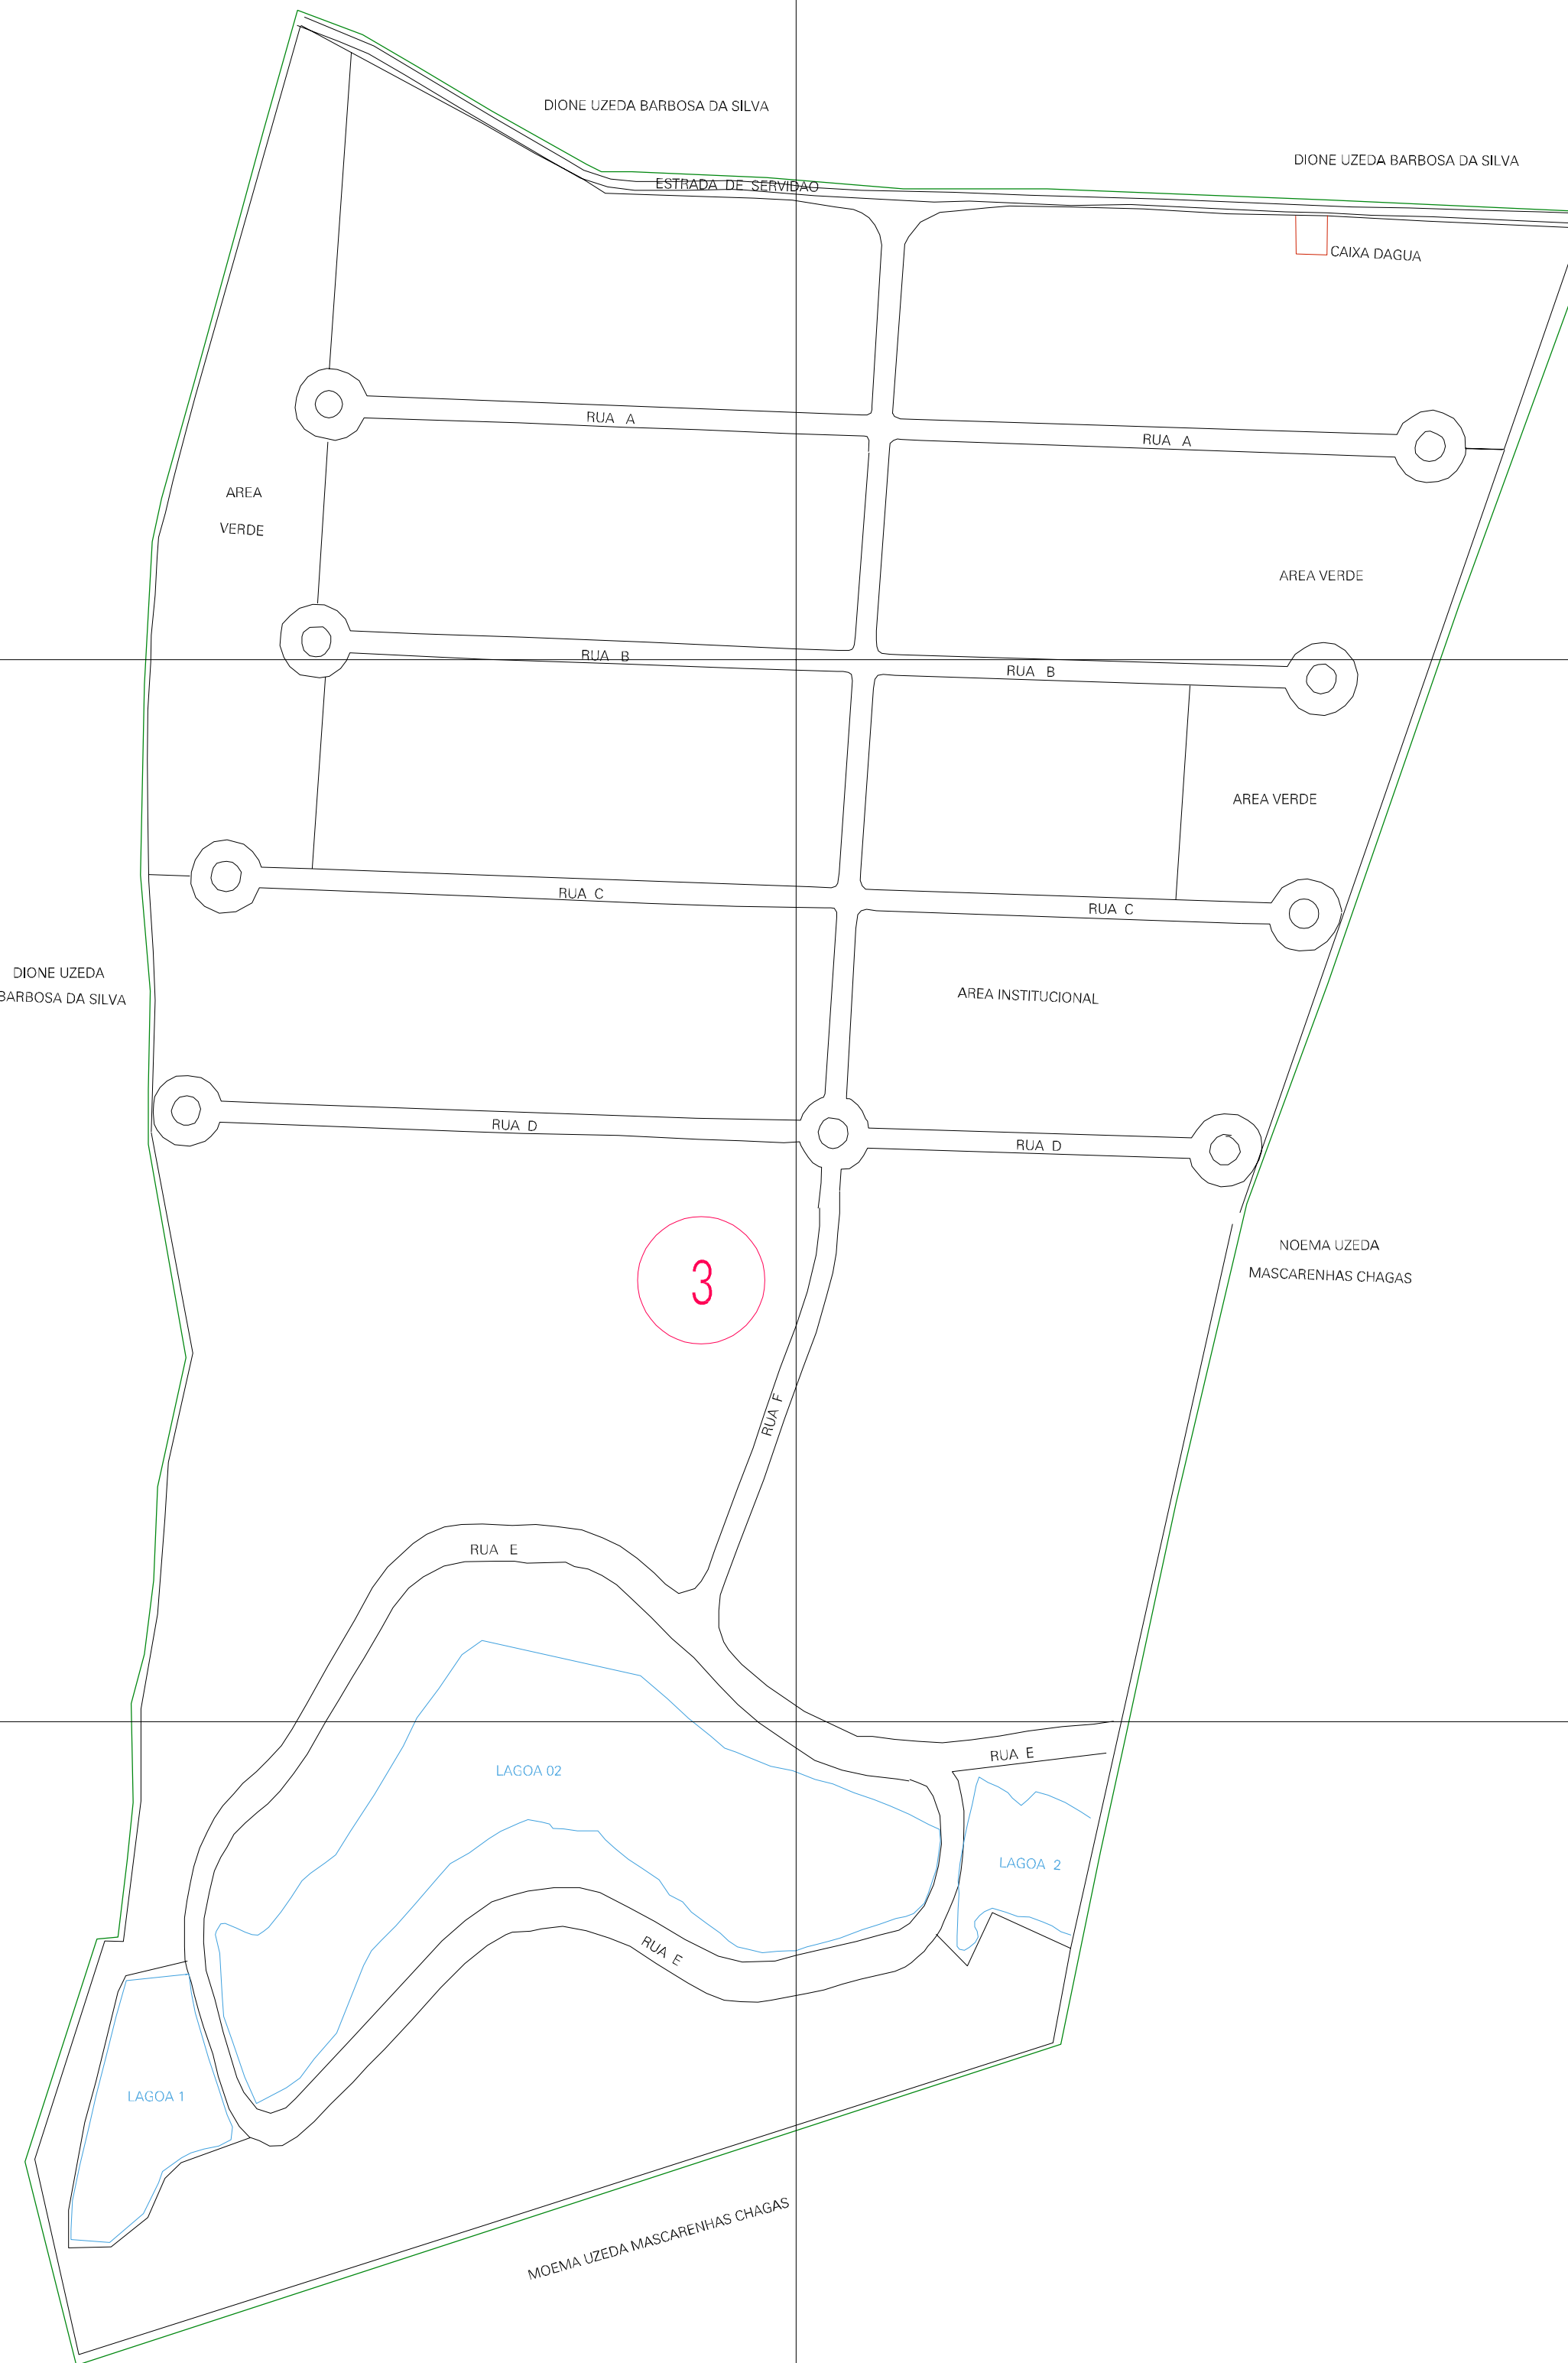 DIONE UZEDA BARBOSA DA SILVA
DIONE UZEDA BARBOSA DA SILVA
ESTRADA DE SERVIDAO
CAIXA DAGUA
RUA A
RUA A
AREA
VERDE
AREA VERDE
RUA B
RUA B
AREA VERDE
RUA C
RUA C
DIONE UZEDA
BARBOSA DA SILVA
AREA INSTITUCIONAL
RUA D
RUA D
NOEMA UZEDA
MASCARENHAS CHAGAS
3
RUA F
RUA E
RUA E
LAGOA 02
LAGOA 2
RUA E
LAGOA 1
MOEMA UZEDA MASCARENHAS CHAGAS